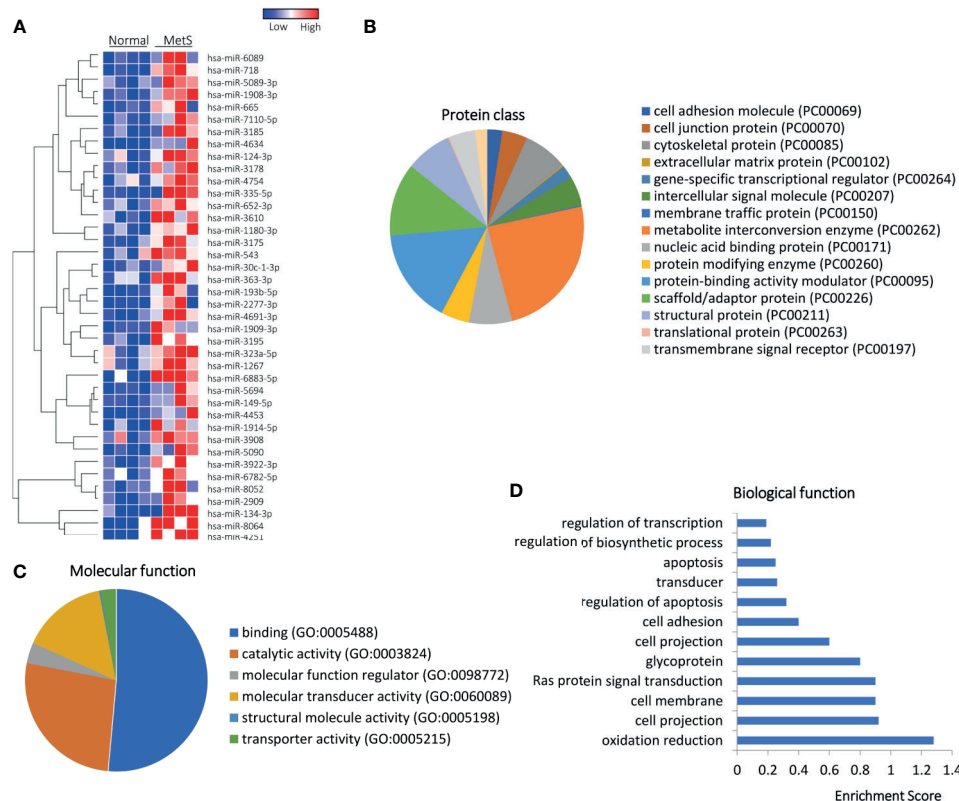 A
Low High
Normal MetS
hsa-miR-6089
hsa-miR-718
hsa-miR-5089-3p
hsa-miR-1908-3p
hsa-miR-665
hsa-miR-7110-5p
hsa-miR-3185
hsa-miR-4634
hsa-miR-124-3p
hsa-miR-3178
hsa-miR-4754
hsa-miR-335-5p
hsa-miR-652-3p
hsa-miR-3610
hsa-miR-1180-3p
hsa-miR-3175
hsa-miR-543
hsa-miR-30c-1-3p
hsa-miR-363-3p
hsa-miR-193b-5p
hsa-miR-2277-3p
hsa-miR-4691-3p
hsa-miR-1909-3p
hsa-miR-3195
hsa-miR-323a-5p
hsa-miR-1267
hsa-miR-6883-5p
hsa-miR-5694
hsa-miR-149-5p
hsa-miR-4453
hsa-miR-1914-5p
hsa-miR-3908
hsa-miR-5090
hsa-miR-3922-3p
hsa-miR-6782-5p
hsa-miR-8052
hsa-miR-2909
hsa-miR-134-3p
hsa-miR-8064
hsa-miR-4251
B
Protein class
cell adhesion molecule (PC00069)
cell junction protein (PC00070)
cytoskeletal protein (PC00085)
extracellular matrix protein (PC00102)
gene-specific transcriptional regulator (PC00264)
intercellular signal molecule (PC00207)
membrane traffic protein (PC00150)
metabolite interconversion enzyme (PC00262)
nucleic acid binding protein (PC00171)
protein modifying enzyme (PC00260)
protein-binding activity modulator (PC00095)
scaffold/adaptor protein (PC00226)
structural protein (PC00211)
translational protein (PC00263)
transmembrane signal receptor (PC00197)
C
Molecular function
binding (GO:0005488)
catalytic activity (GO:0003824)
molecular function regulator (GO:0098772)
molecular transducer activity (GO:0060089)
structural molecule activity (GO:0005198)
transporter activity (GO:0005215)
D
Biological function
regulation of transcription
regulation of biosynthetic process
apoptosis
transducer
regulation of apoptosis
cell adhesion
cell projection
glycoprotein
Ras protein signal transduction
cell membrane
cell projection
oxidation reduction
0 0.2 0.4 0.6 0.8 1 1.2 1.4
Enrichment Score